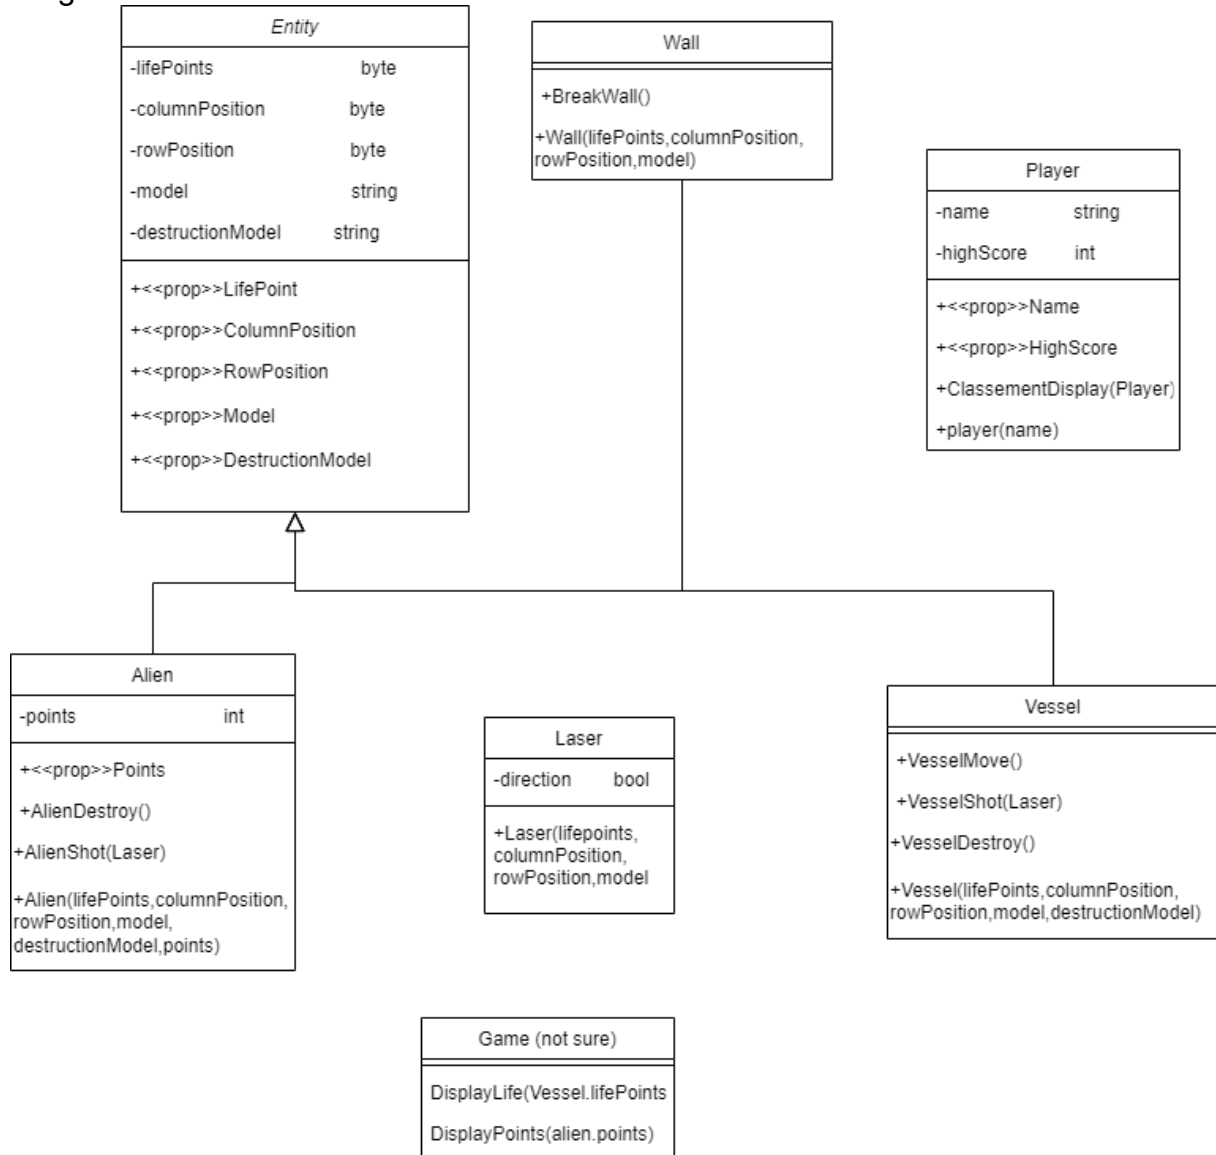 Entity
-lifePoints byte
-columnPosition byte
-rowPosition byte
-model string
-destructionModel string
+<<prop>>LifePoint
+<<prop>>ColumnPosition
+<<prop>>RowPosition
+<<prop>>Model
+<<prop>>DestructionModel
Wall
+BreakWall()
+Wall(lifePoints,columnPosition,
rowPosition,model)
Player
-name string
-highScore int
+<<prop>>Name
+<<prop>>HighScore
+ClassementDisplay(Player)
+player(name)
Alien
-points int
+<<prop>>Points
+AlienDestroy()
+AlienShot(Laser)
+Alien(lifePoints,columnPosition,
rowPosition,model,
destructionModel,points)
Laser
-direction bool
+Laser(lifepoints,
columnPosition,
rowPosition,model
Vessel
+VesselMove()
+VesselShot(Laser)
+VesselDestroy()
+Vessel(lifePoints,columnPosition,
rowPosition,model,destructionModel)
Game (not sure)
DisplayLife(Vessel.lifePoints
DisplayPoints(alien.points)